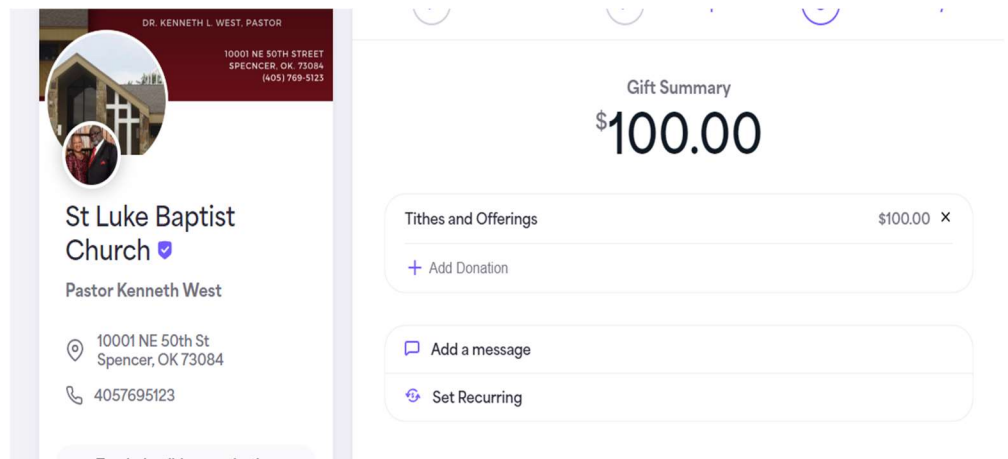 DR. KENNETH L. WEST, PASTOR
10001 NE 50TH STREET
SPECNCER, OK. 73084
(405) 769-5123
St Luke Baptist
Church
Pastor Kenneth West
10001 NE 50th St
Spencer, OK 73084
4057695123
Gift Summary
$100.00
Tithes and Offerings $100.00 ×
+ Add Donation
Add a message
Set Recurring